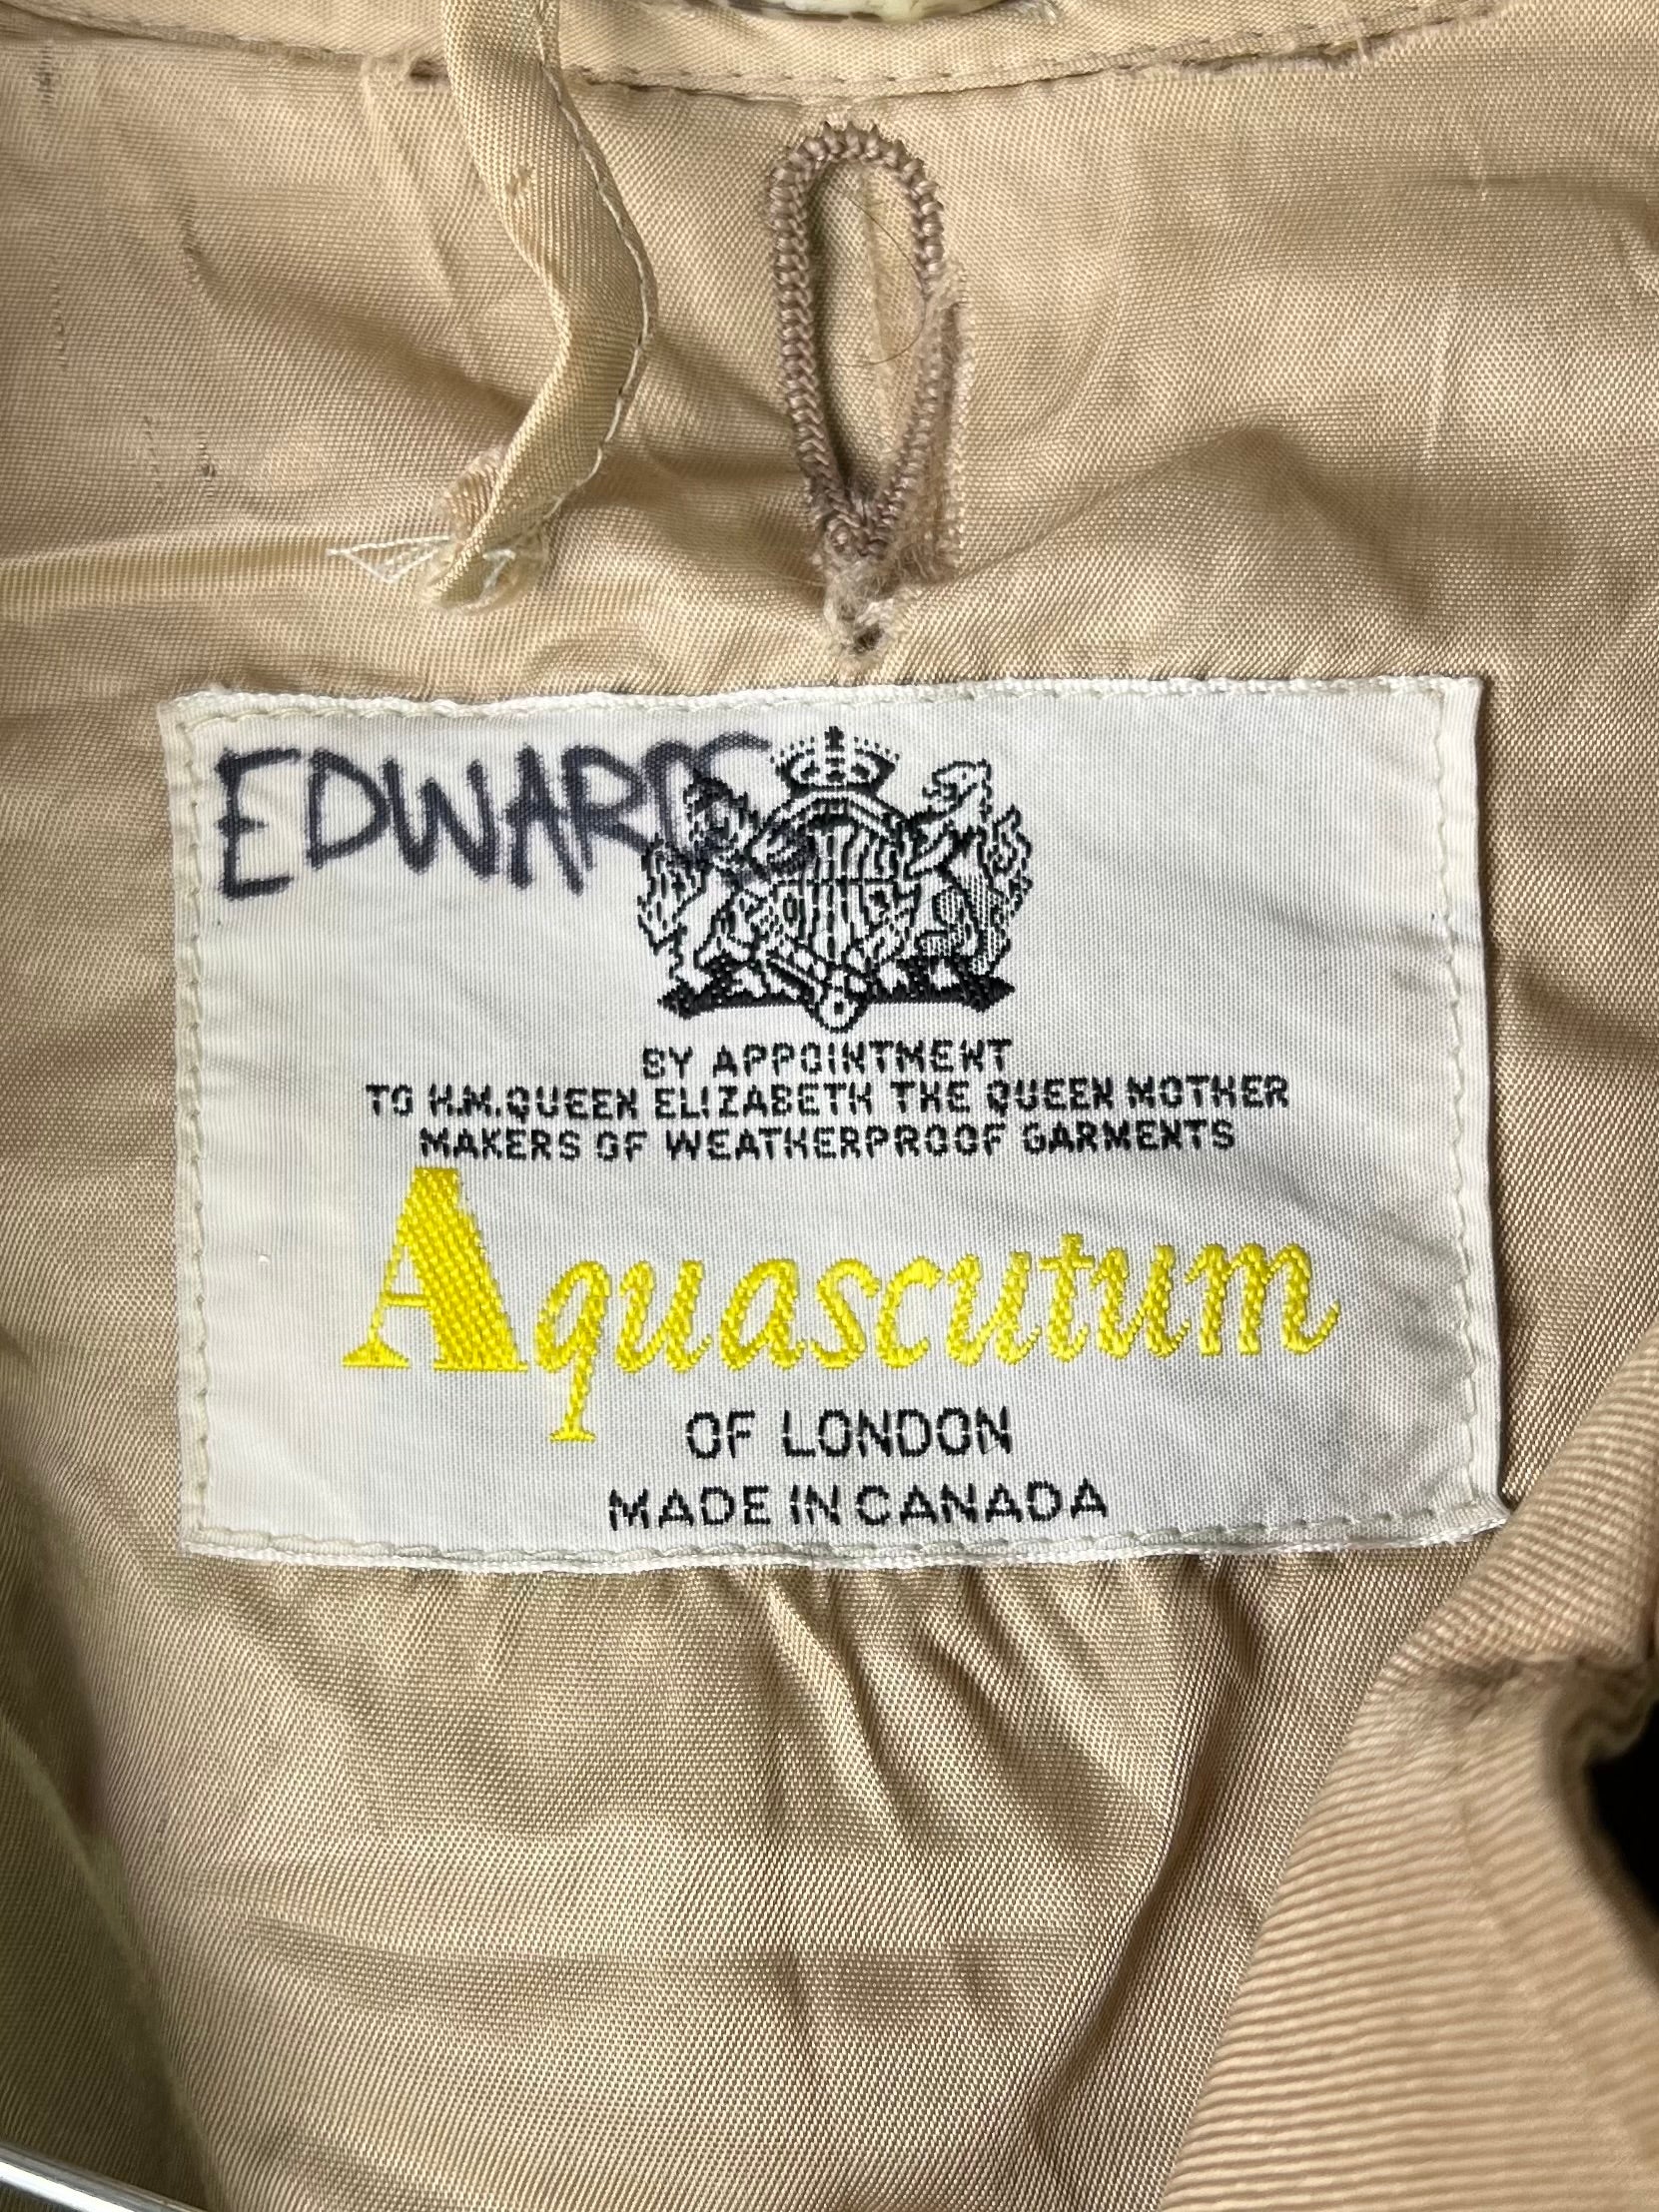 EDWARDS
BY APPOINTMENT
TO H.M.QUEEN ELIZABETH THE QUEEN MOTHER
MAKERS OF WEATHERPROOF GARMENTS
Aquascutum
OF LONDON
MADE IN CANADA